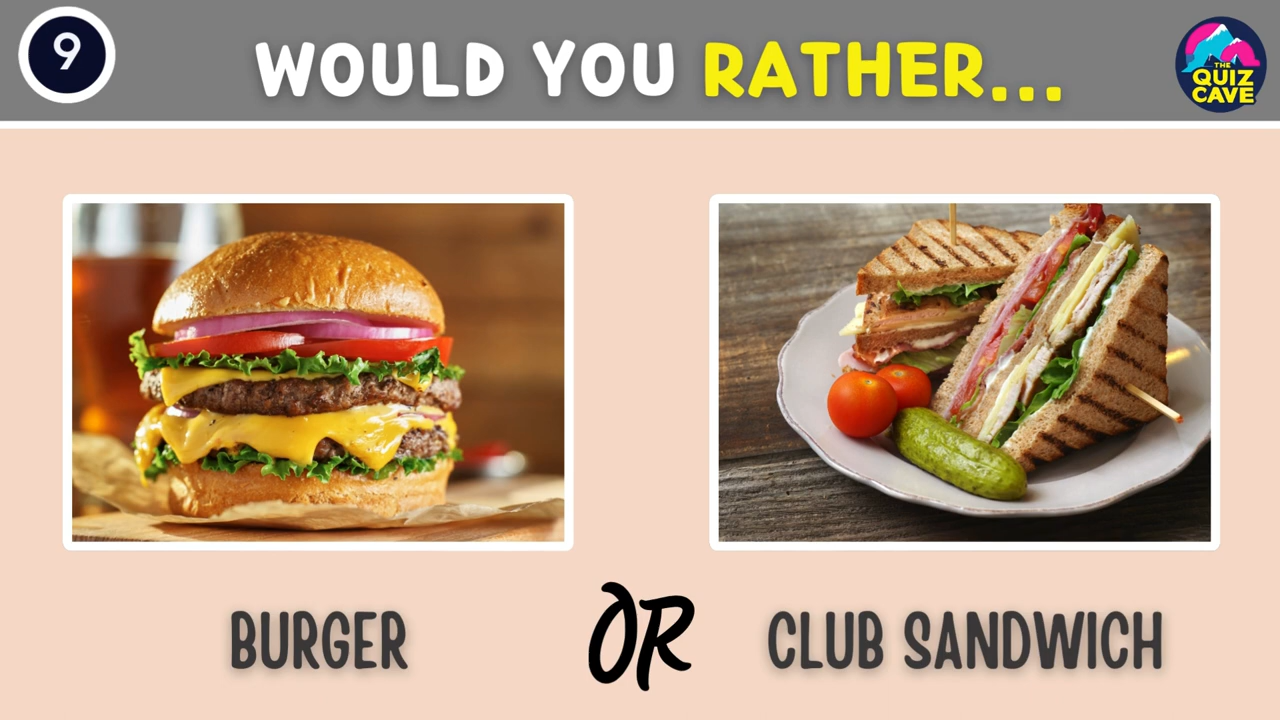 9
WOULD YOU RATHER...
THE
QUIZ
CAVE
BURGER
OR
CLUB SANDWICH